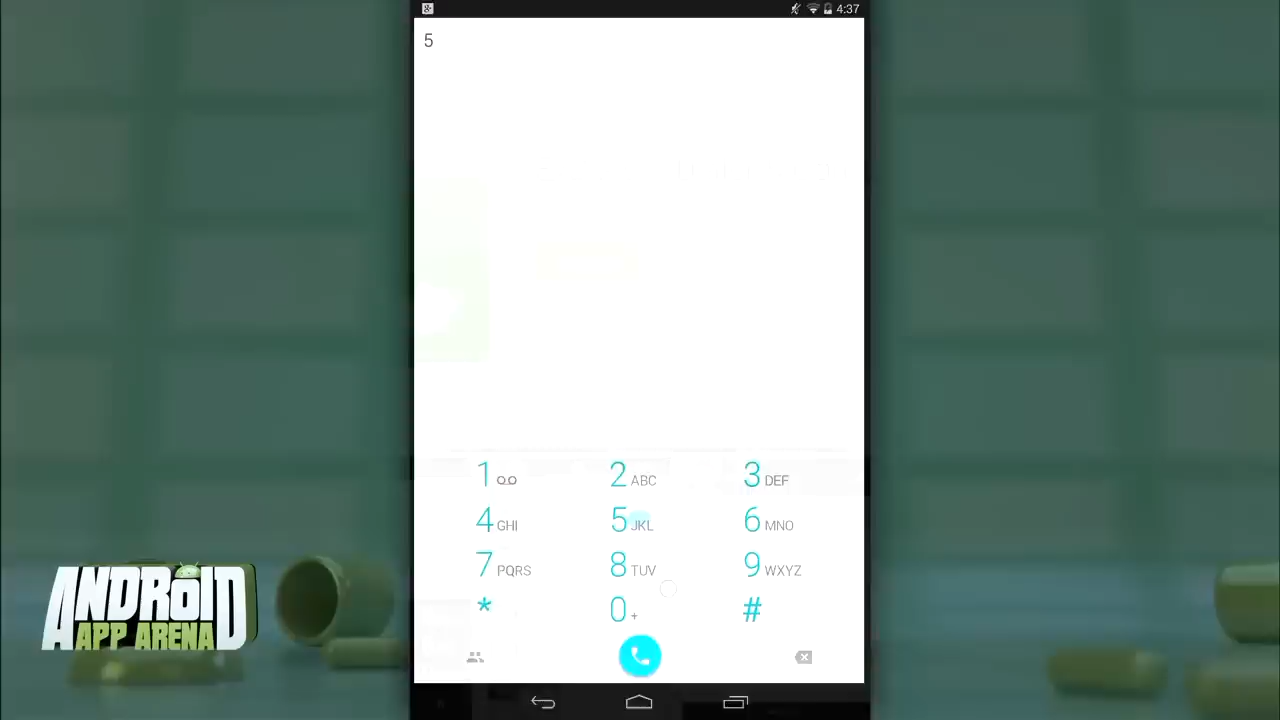 4:37
5
1
2 ABC
3 DEF
4 GHI
5 JKL
6 MNO
7 PQRS
8 TUV
9 WXYZ
*
0 +
#
ANDROID
APP ARENA